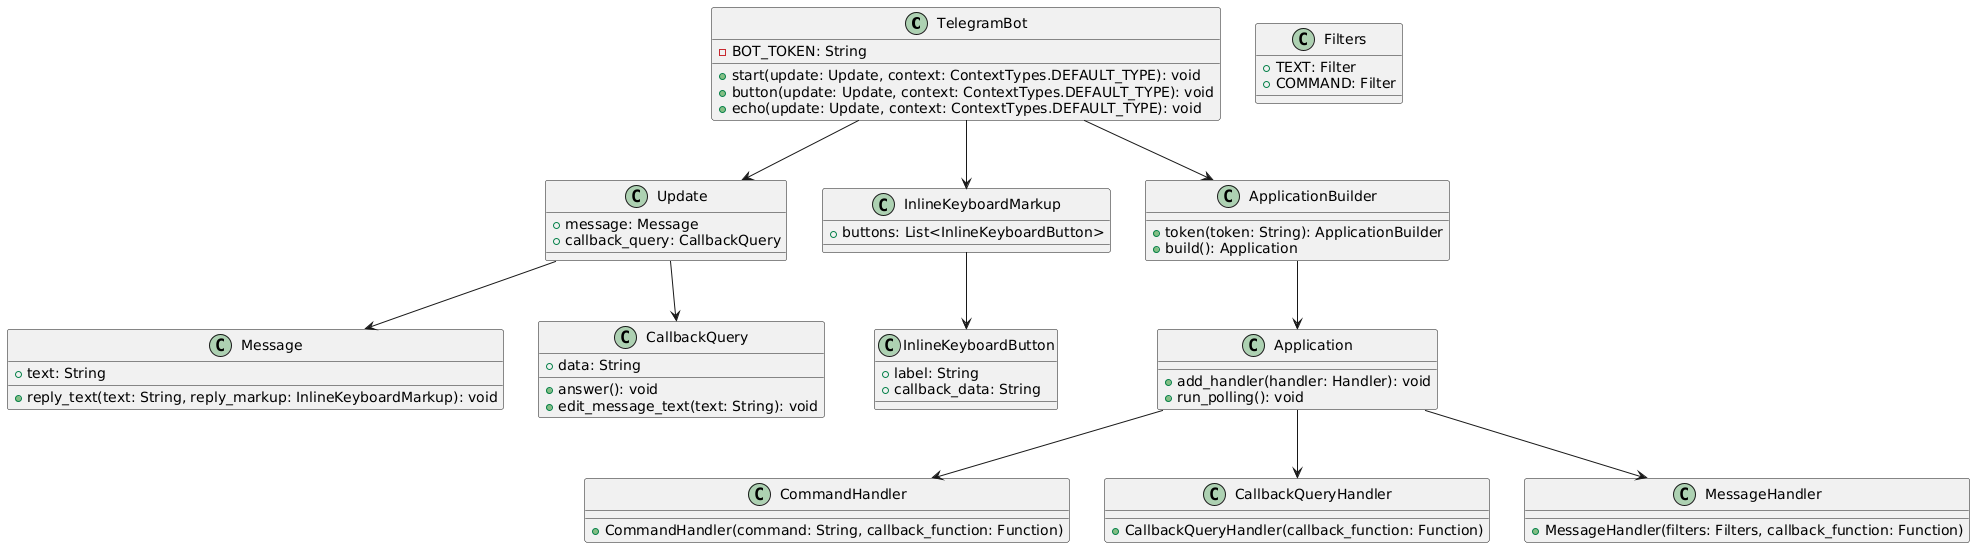 C TelegramBot
BOT_TOKEN: String
start(update: Update, context: ContextTypes.DEFAULT_TYPE): void
button(update: Update, context: ContextTypes.DEFAULT_TYPE): void
echo(update: Update, context: ContextTypes.DEFAULT_TYPE): void
C Filters
TEXT: Filter
COMMAND: Filter
C Update
message: Message
callback_query: CallbackQuery
C InlineKeyboardMarkup
buttons: List<InlineKeyboardButton>
C ApplicationBuilder
token(token: String): ApplicationBuilder
build(): Application
C Message
text: String
reply_text(text: String, reply_markup: InlineKeyboardMarkup): void
C CallbackQuery
data: String
answer(): void
edit_message_text(text: String): void
C InlineKeyboardButton
label: String
callback_data: String
C Application
add_handler(handler: Handler): void
run_polling(): void
C CommandHandler
CommandHandler(command: String, callback_function: Function)
C CallbackQueryHandler
CallbackQueryHandler(callback_function: Function)
C MessageHandler
MessageHandler(filters: Filters, callback_function: Function)